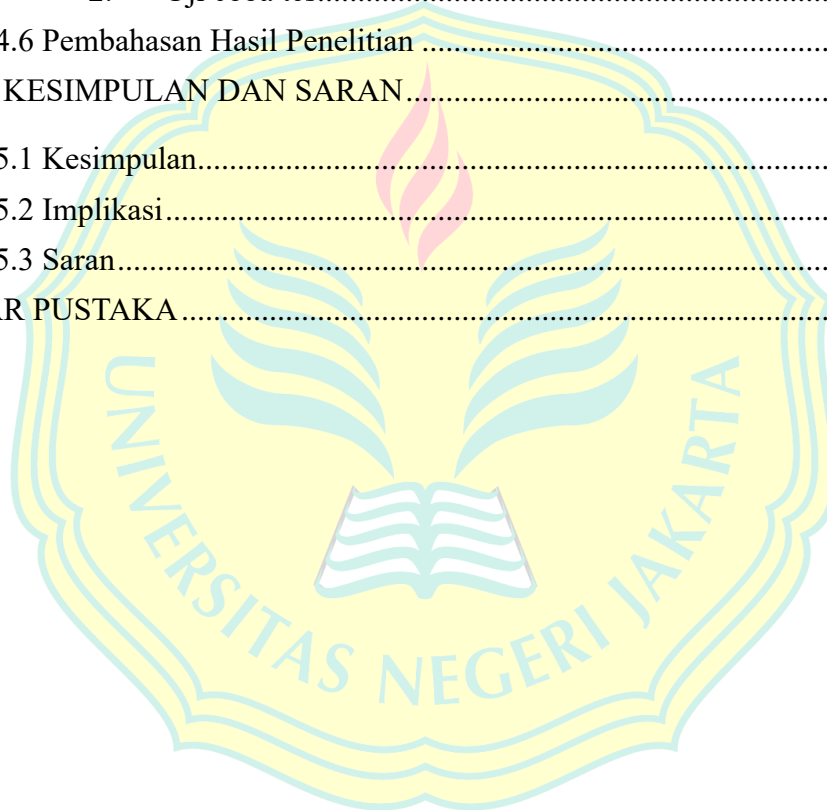 4.6 Pembahasan Hasil Penelitian ........................................................
KESIMPULAN DAN SARAN ........................................................
5.1 Kesimpulan ........................................................
5.2 Implikasi ........................................................
5.3 Saran ........................................................
PUSTAKA ........................................................
UNIVERSITAS NEGERI JAKARTA